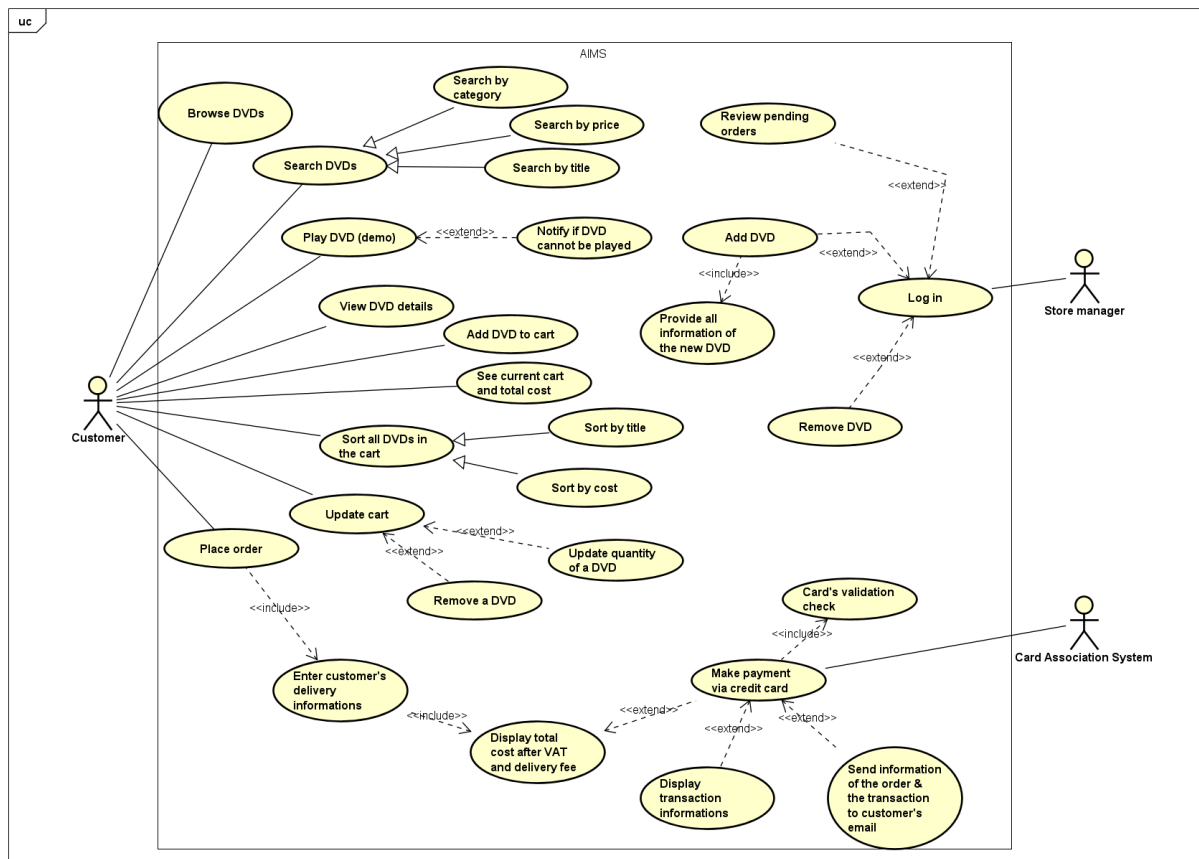 uc
AIMS
Browse DVDs
Search by
category
Search by price
Search DVDs
Search by title
Review pending
orders
<<extend>>
Play DVD (demo)
<<extend>>
Notify if DVD
cannot be played
Add DVD
<<extend>>
<<include>>
Log in
Store manager
View DVD details
Provide all
information of
the new DVD
Add DVD to cart
<<extend>>
See current cart
and total cost
Customer
Remove DVD
Sort all DVDs in
the cart
Sort by title
Sort by cost
Update cart
<<extend>>
Place order
<<extend>>
Update quantity
of a DVD
Remove a DVD
<<include>>
Card's validation
check
<<include>>
Card Association System
Enter customer's
delivery
informations
Make payment
via credit card
<<include>>
<<extend>>
<<extend>>
<<extend>>
Display total
cost after VAT
and delivery fee
Display
transaction
informations
Send information
of the order &
the transaction
to customer's
email